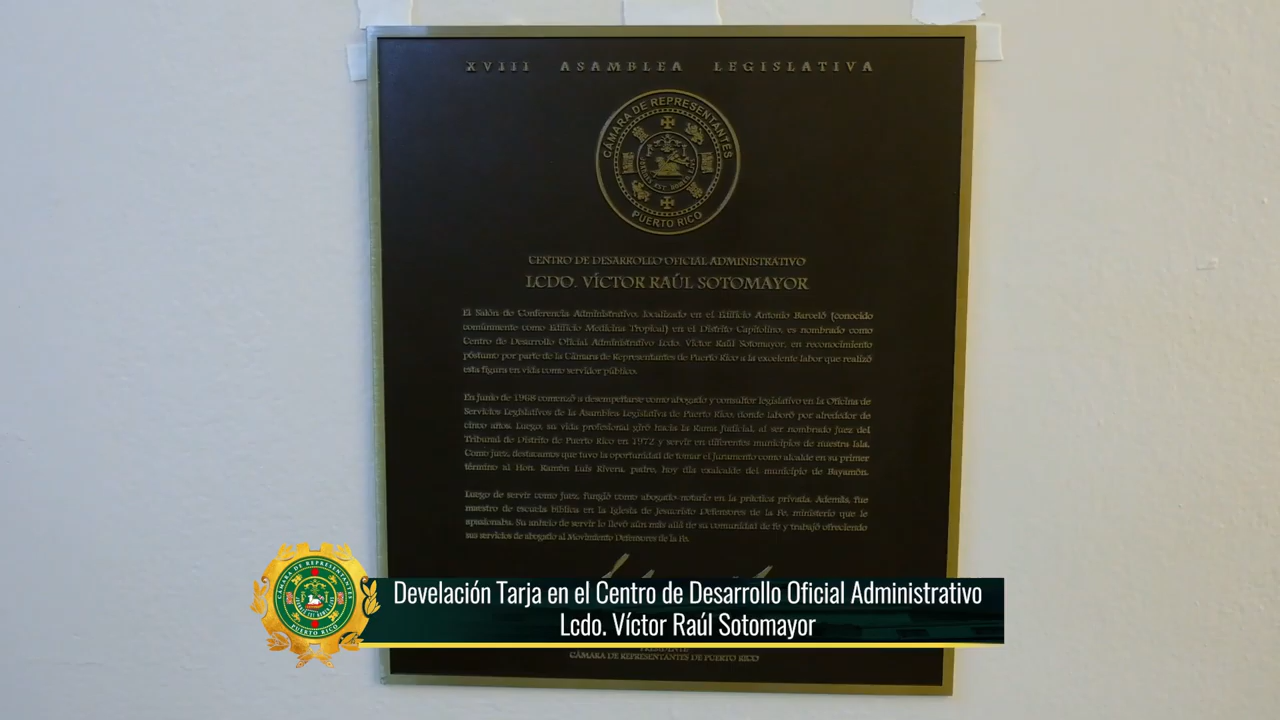 XVIII ASAMBLEA LEGISLATIVA
CÁMARA DE REPRESENTANTES
PUERTO RICO
CENTRO DE DESARROLLO OFICIAL ADMINISTRATIVO
LCDO. VÍCTOR RAÚL SOTOMAYOR
El Salón de Conferencia Administrativo, localizado en el Edificio Antonio Barceló (conocido
comúnmente como Edificio Medicina Tropical) en el Distrito Capitolino, es nombrado como
Centro de Desarrollo Oficial Administrativo Lcdo. Víctor Raúl Sotomayor, en reconocimiento
póstumo por parte de la Cámara de Representantes de Puerto Rico a la excelente labor que realizó
esta figura en vida como servidor público.
En junio de 1968 comenzó a desempeñarse como abogado y consultor legislativo en la Oficina de
Servicios Legislativos de la Asamblea Legislativa de Puerto Rico, donde laboró por alrededor de
cinco años. Luego, su vida profesional giró hacia la Rama Judicial, al ser nombrado juez del
Tribunal de Distrito de Puerto Rico en 1972 y servir en diferentes municipios de nuestra Isla.
Como juez, destacamos que tuvo la oportunidad de tomar el juramento como alcalde en su primer
término al Hon. Ramón Luis Rivera, padre, hoy día exalcalde del municipio de Bayamón.
Luego de servir como juez, fungió como abogado-notario en la práctica privada. Además, fue
maestro de escuela bíblica en la Iglesia de Jesucristo Defensores de la Fe, ministerio que le
apasionaba. Su anhelo de servir lo llevó aún más allá de su comunidad de fe y trabajó ofreciendo
sus servicios de abogado al Movimiento Defensores de la Fe.
CÁMARA DE REPRESENTANTES
PUERTO RICO
Develación Tarja en el Centro de Desarrollo Oficial Administrativo
Lcdo. Víctor Raúl Sotomayor
PRESIDENTE
CÁMARA DE REPRESENTANTES DE PUERTO RICO